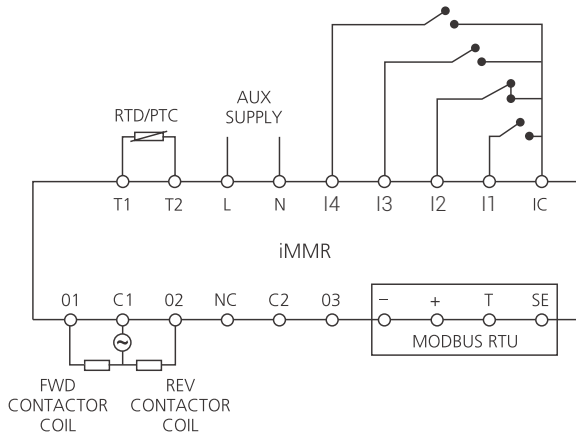 RTD/PTC
AUX
SUPPLY
T1 T2 L N I4 I3 I2 I1 IC
iMMR
01 C1 02 NC C2 03 – + T SE
MODBUS RTU
~
FWD
CONTACTOR
COIL
REV
CONTACTOR
COIL